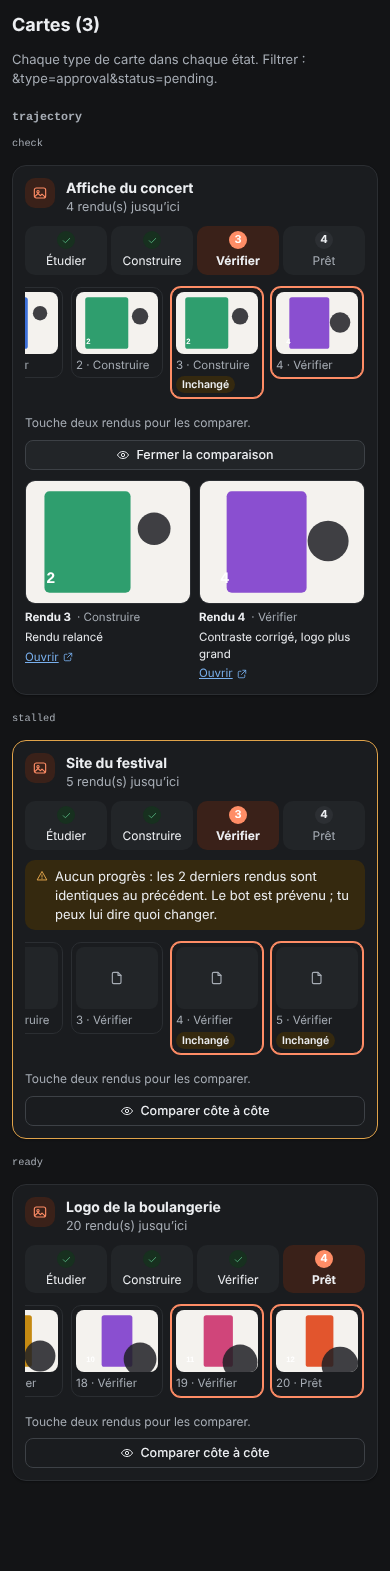 Cartes (3)
Chaque type de carte dans chaque état. Filtrer :
&type=approval&status=pending.
trajectory
check
Affiche du concert
4 rendu(s) jusqu’ici
3
4
Étudier
Construire
Vérifier
Prêt
2
2
4
r
2 · Construire
3 · Construire
4 · Vérifier
Inchangé
Touche deux rendus pour les comparer.
Fermer la comparaison
2
4
Rendu 3 · Construire
Rendu 4 · Vérifier
Rendu relancé
Contraste corrigé, logo plus
grand
Ouvrir
Ouvrir
stalled
Site du festival
5 rendu(s) jusqu’ici
3
4
Étudier
Construire
Vérifier
Prêt
Aucun progrès : les 2 derniers rendus sont
identiques au précédent. Le bot est prévenu ; tu
peux lui dire quoi changer.
ruire
3 · Vérifier
4 · Vérifier
5 · Vérifier
Inchangé
Inchangé
Touche deux rendus pour les comparer.
Comparer côte à côte
ready
Logo de la boulangerie
20 rendu(s) jusqu’ici
4
Étudier
Construire
Vérifier
Prêt
er
18 · Vérifier
19 · Vérifier
20 · Prêt
Touche deux rendus pour les comparer.
Comparer côte à côte